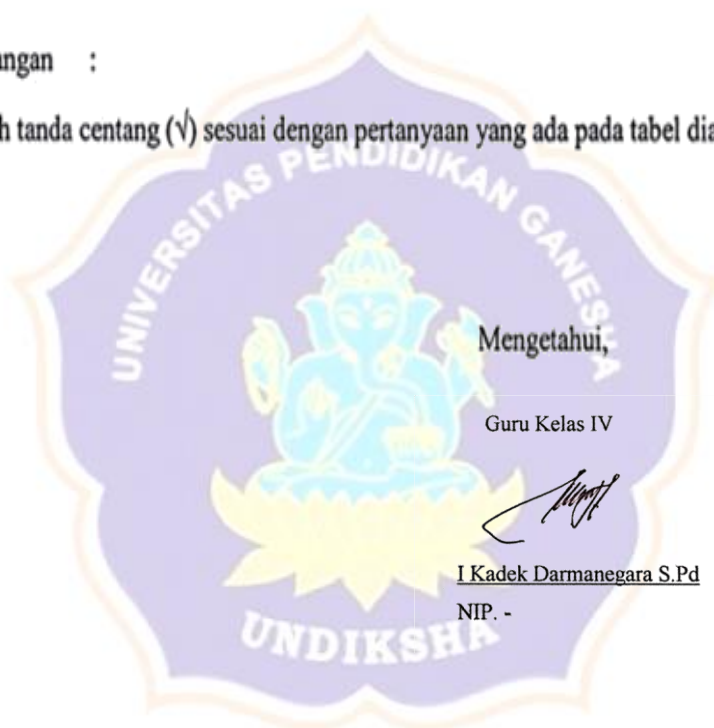 angan :
h tanda centang (√) sesuai dengan pertanyaan yang ada pada tabel dia
UNIVERSITAS PENDIDIKAN GANESHA
Mengetahui,
Guru Kelas IV
I Kadek Darmanegara S.Pd
NIP. -
UNDIKSHA